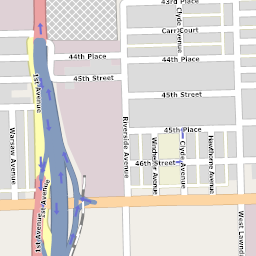 43rd Place
Clyde Avenue
Carr Court
44th Place
44th Place
1st Avenue
45th Street
45th Street
45th Place
Warsaw Avenue
Riverside Avenue
46th Street
Clyde Avenue
Hawthorne Avenue
1st Avenue
1st Avenue
West Lawndale